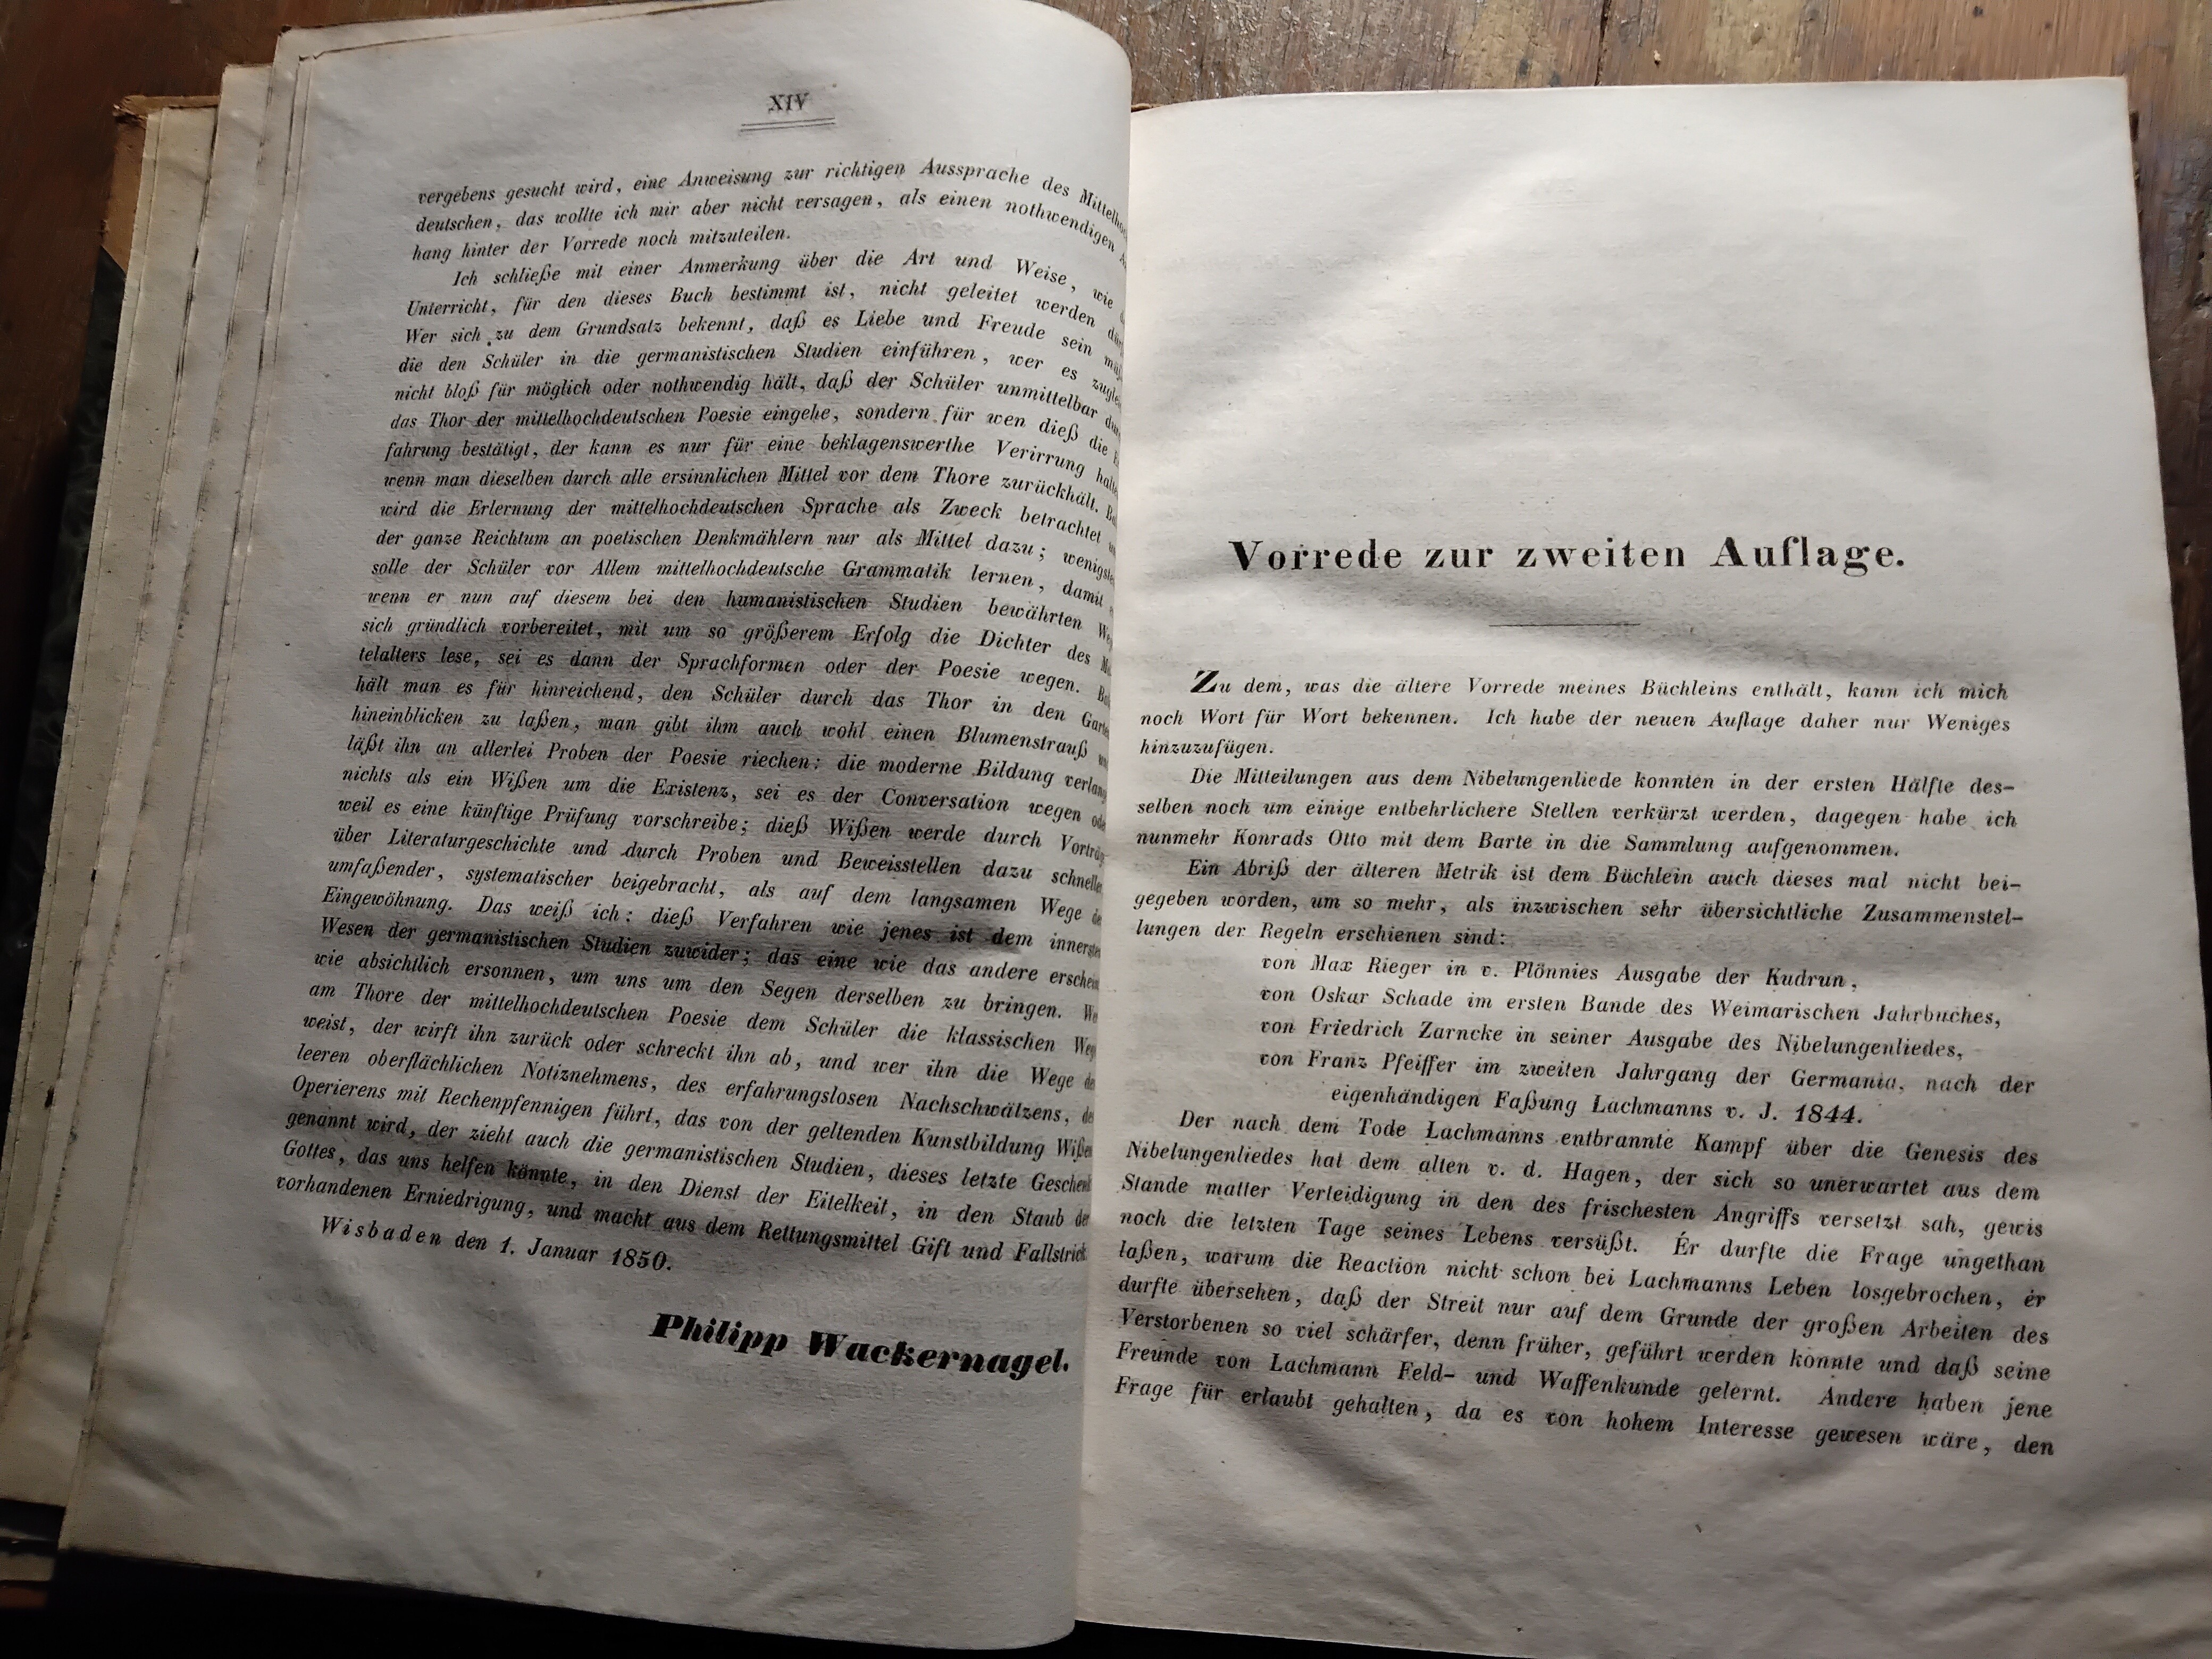 XIV
vergebens gesucht wird, eine Anweisung zur richtigen Aussprache des Mittelhoc
deutschen, das wollte ich mir aber nicht versagen, als einen nothwendigen
hang hinter der Vorrede noch mitzuteilen.
Ich schließe mit einer Anmerkung über die Art und Weise, wie
Unterricht, für den dieses Buch bestimmt ist, nicht geleitet werden
Wer sich zu dem Grundsatz bekennt, daß es Liebe und Freude sein
die den Schüler in die germanistischen Studien einführen, wer es
nicht bloß für möglich oder nothwendig hält, daß der Schüler unmittelbar
das Thor der mittelhochdeutschen Poesie eingehe, sondern für wen dieß die
fahrung bestätigt, der kann es nur für eine beklagenswerthe Verirrung
wenn man dieselben durch alle ersinnlichen Mittel vor dem Thore zurückhält.
wird die Erlernung der mittelhochdeutschen Sprache als Zweck betrachtet
der ganze Reichtum an poetischen Denkmählern nur als Mittel dazu;
solle der Schüler vor Allem mittelhochdeutsche Grammatik lernen, damit
wenn er nun auf diesem bei den humanistischen Studien bewährten
sich gründlich vorbereitet, mit um so größerem Erfolg die Dichter des
telalters lese, sei es dann der Sprachformen oder der Poesie wegen.
hält man es für hinreichend, den Schüler durch das Thor in den
hineinblicken zu laßen, man gibt ihm auch wohl einen Blumenstrauß
läßt ihn an allerlei Proben der Poesie riechen: die moderne Bildung
nichts als ein Wißen um die Existenz, sei es der Conversation wegen
weil es eine künftige Prüfung vorschreibe; dieß Wißen werde durch
über Literaturgeschichte und durch Proben und Beweisstellen dazu
umfaßender, systematischer beigebracht, als auf dem langsamen Wege
Eingewöhnung. Das weiß ich: dieß Verfahren wie jenes ist dem
Wesen der germanistischen Studien zuwider; das eine wie das andere
wie absichtlich ersonnen, um uns um den Segen derselben zu bringen.
am Thore der mittelhochdeutschen Poesie dem Schüler die klassischen
weist, der wirft ihn zurück oder schreckt ihn ab, und wer ihn die Wege
leeren oberflächlichen Notiznehmens, des erfahrungslosen Nachschwätzens,
Operierens mit Rechenpfennigen führt, das von der geltenden Kunstbildung
genannt wird, der zieht auch die germanistischen Studien, dieses letzte
Gottes, das uns helfen könnte, in den Dienst der Eitelkeit, in den Staub
vorhandenen Erniedrigung, und macht aus dem Rettungsmittel Gift und
Wisbaden den 1. Januar 1850.
Philipp Wackernagel.
Vorrede zur zweiten Auflage.
Zu dem, was die ältere Vorrede meines Büchleins enthält, kann ich mich
noch Wort für Wort bekennen. Ich habe der neuen Auflage daher nur Weniges
hinzuzufügen.
Die Mitteilungen aus dem Nibelungenliede konnten in der ersten Hälfte des-
selben noch um einige entbehrlichere Stellen verkürzt werden, dagegen habe ich
nunmehr Konrads Otto mit dem Barte in die Sammlung aufgenommen.
Ein Abriß der älteren Metrik ist dem Büchlein auch dieses mal nicht bei-
gegeben worden, um so mehr, als inzwischen sehr übersichtliche Zusammenstel-
lungen der Regeln erschienen sind:
von Max Rieger in v. Plönnies Ausgabe der Kudrun,
von Oskar Schade im ersten Bande des Weimarischen Jahrbuches,
von Friedrich Zarncke in seiner Ausgabe des Nibelungenliedes,
von Franz Pfeiffer im zweiten Jahrgang der Germania, nach der
eigenhändigen Faßung Lachmanns v. J. 1844.
Der nach dem Tode Lachmanns entbrannte Kampf über die Genesis des
Nibelungenliedes hat dem alten v. d. Hagen, der sich so unerwartet aus dem
Stande matter Verteidigung in den des frischesten Angriffs versetzt sah, gewis
noch die letzten Tage seines Lebens versüßt. Ér durfte die Frage ungethan
laßen, warum die Reaction nicht schon bei Lachmanns Leben losgebrochen, ér
durfte übersehen, daß der Streit nur auf dem Grunde der großen Arbeiten des
Verstorbenen so viel schärfer, denn früher, geführt werden konnte und daß seine
Freunde von Lachmann Feld- und Waffenkunde gelernt. Andere haben jene
Frage für erlaubt gehalten, da es von hohem Interesse gewesen wäre, den